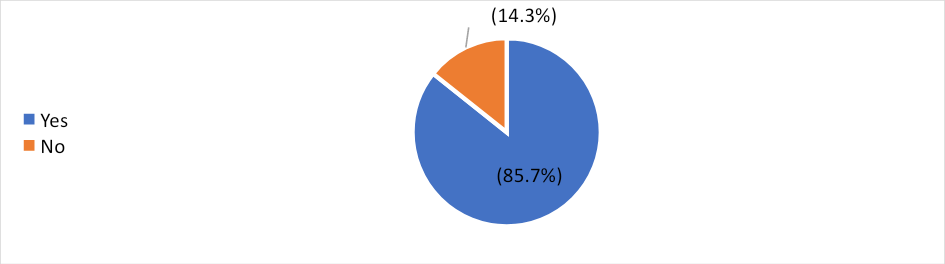 (14.3%)
Yes
No
(85.7%)